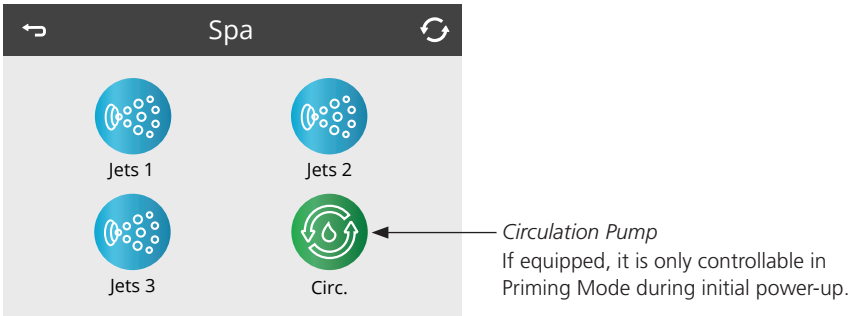 Spa
Jets 1
Jets 2
Jets 3
Circ.
Circulation Pump
If equipped, it is only controllable in
Priming Mode during initial power-up.